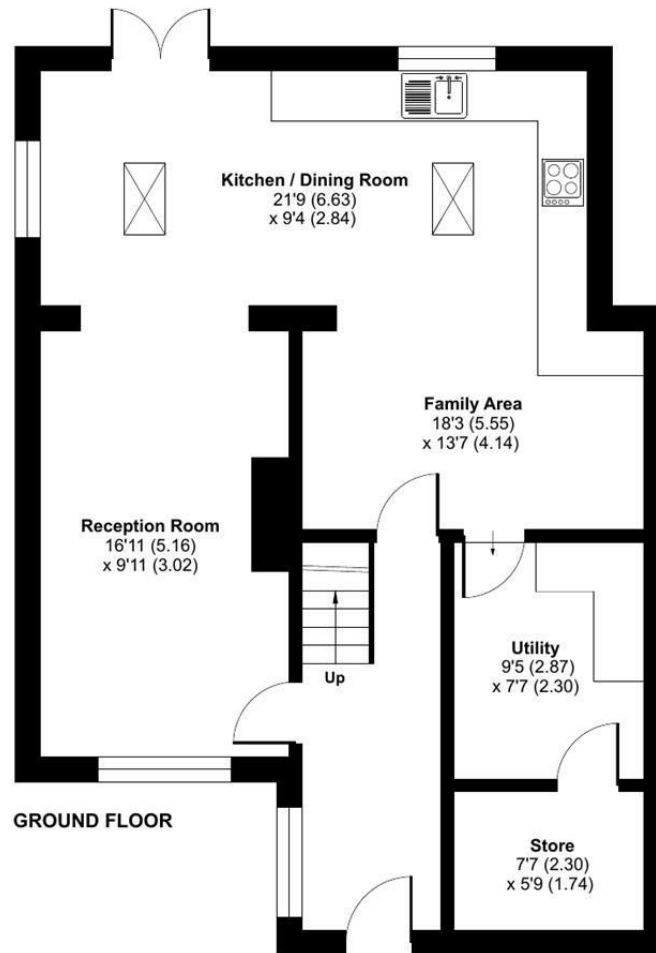 Kitchen / Dining Room
21'9 (6.63)
x 9'4 (2.84)
Family Area
18'3 (5.55)
x 13'7 (4.14)
Reception Room
16'11 (5.16)
x 9'11 (3.02)
Up
Utility
9'5 (2.87)
x 7'7 (2.30)
GROUND FLOOR
Store
7'7 (2.30)
x 5'9 (1.74)